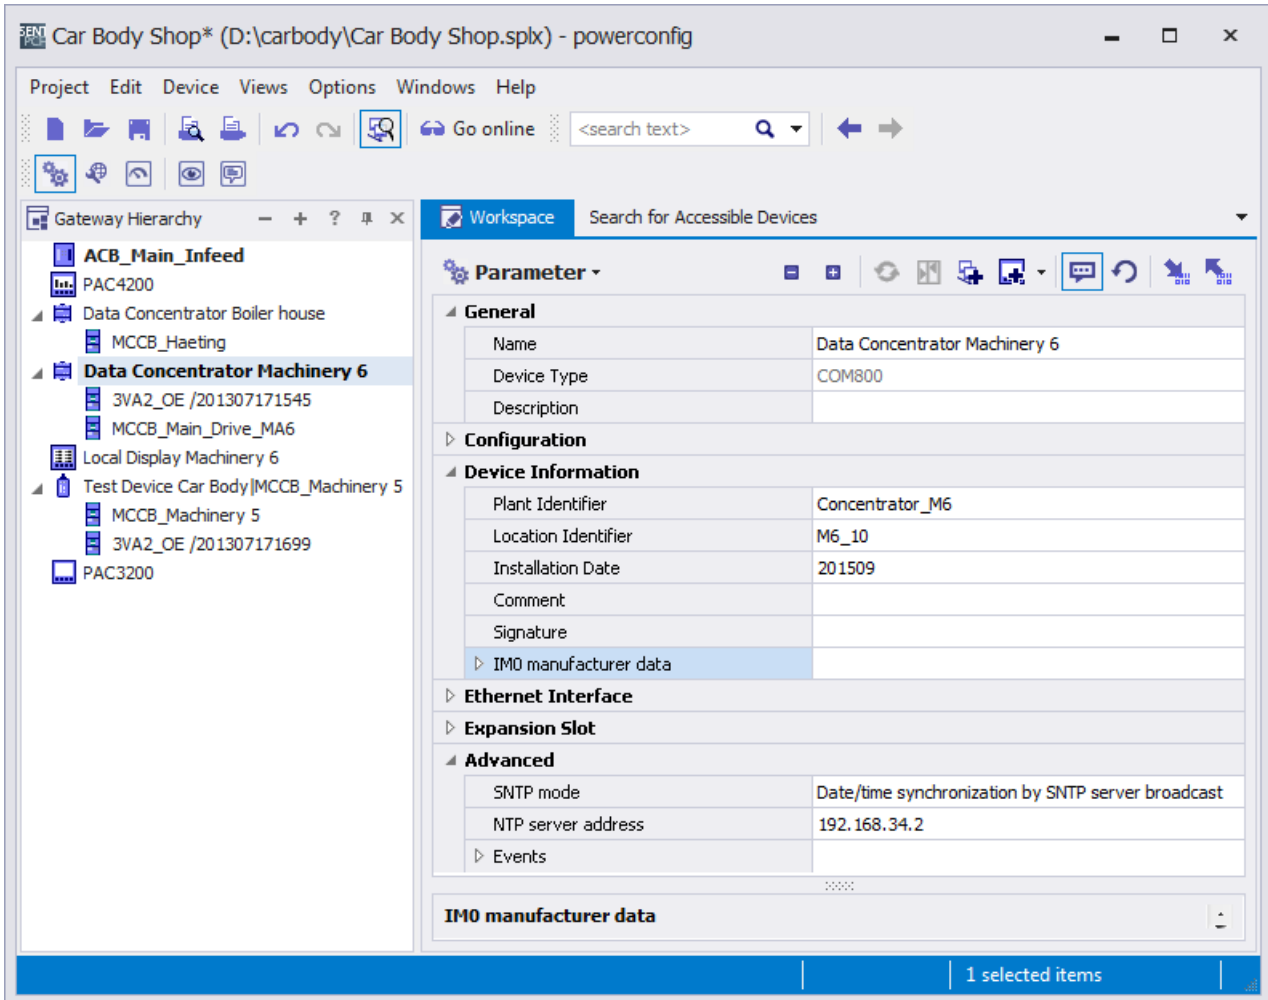 Car Body Shop* (D:\carbody\Car Body Shop.splx) - powerconfig
Project Edit Device Views Options Windows Help
Go online <search text>
Gateway Hierarchy
Workspace Search for Accessible Devices
ACB_Main_Infeed
PAC4200
Data Concentrator Boiler house
MCCB_Haeting
Data Concentrator Machinery 6
3VA2_OE /201307171545
MCCB_Main_Drive_MA6
Local Display Machinery 6
Test Device Car Body|MCCB_Machinery 5
MCCB_Machinery 5
3VA2_OE /201307171699
PAC3200
Parameter
General
Name Data Concentrator Machinery 6
Device Type COM800
Description
Configuration
Device Information
Plant Identifier Concentrator_M6
Location Identifier M6_10
Installation Date 201509
Comment
Signature
IM0 manufacturer data
Ethernet Interface
Expansion Slot
Advanced
SNTP mode Date/time synchronization by SNTP server broadcast
NTP server address 192.168.34.2
Events
IM0 manufacturer data
1 selected items